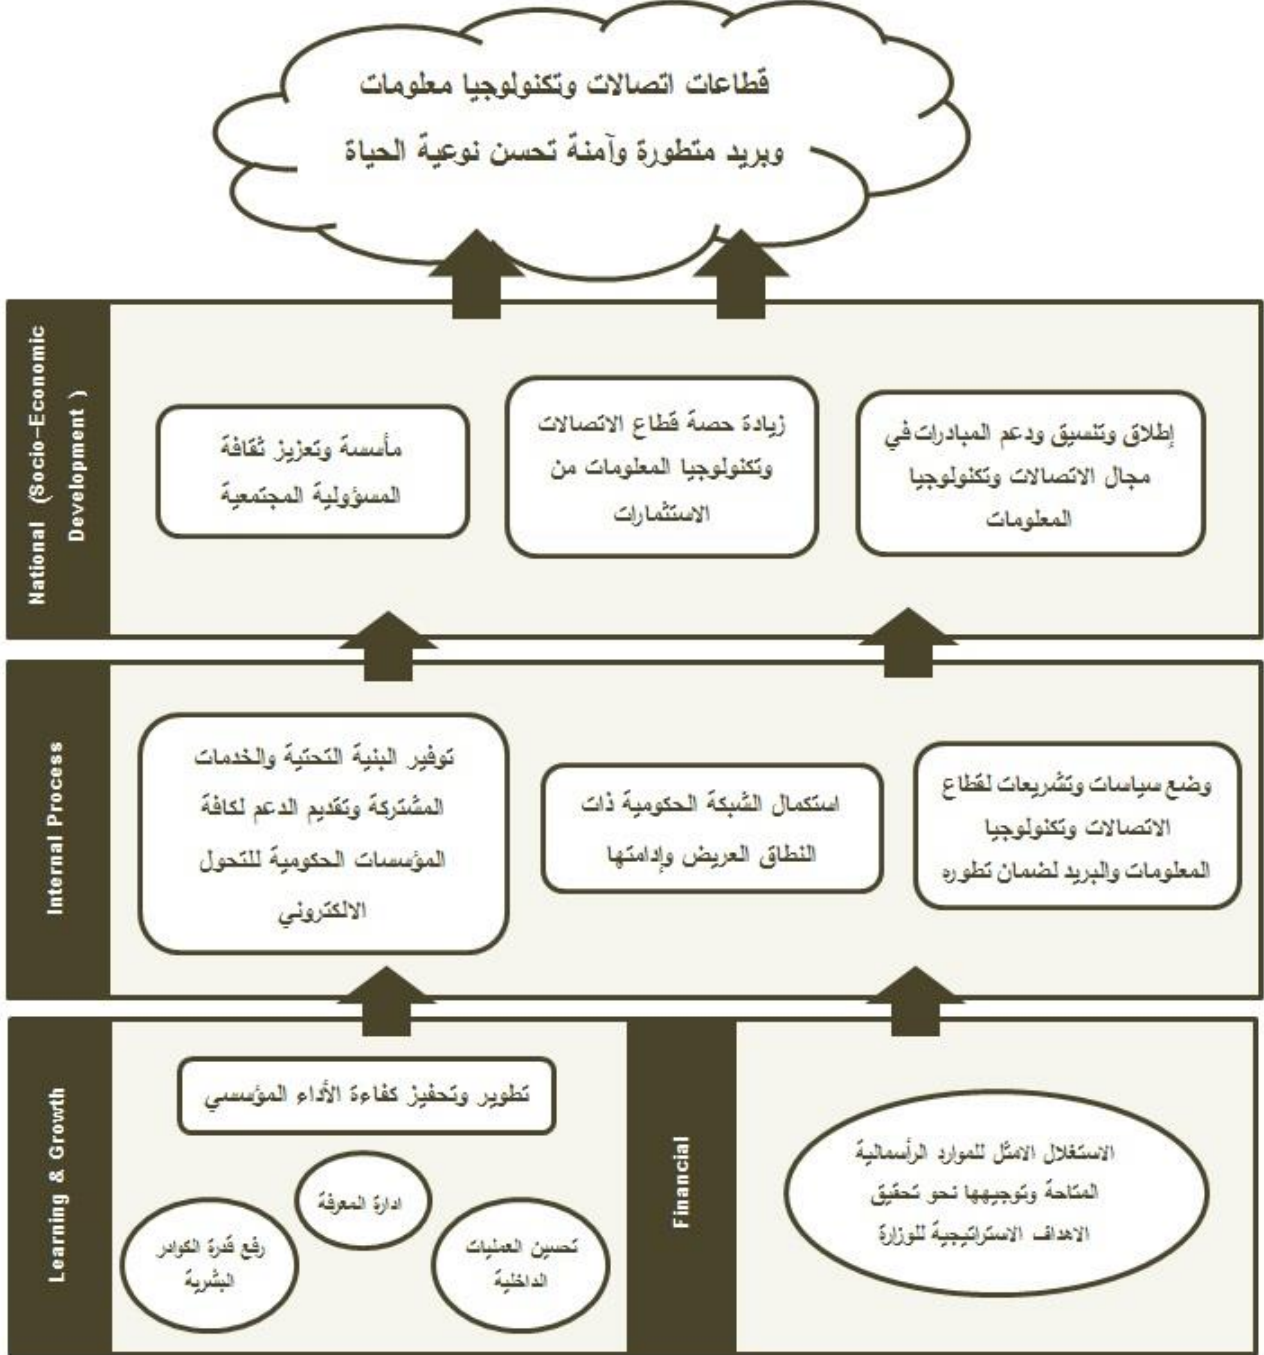 قطاعات اتصالات وتكنولوجيا معلومات
وبريد متطورة وآمنة تحسن نوعية الحياة
National (Socio-Economic
Development )
إطلاق وتنسيق ودعم المبادرات في
مجال الاتصالات وتكنولوجيا
المعلومات
زيادة حصة قطاع الاتصالات
وتكنولوجيا المعلومات من
الاستثمارات
مأسسة وتعزيز ثقافة
المسؤولية المجتمعية
Internal Process
وضع سياسات وتشريعات لقطاع
الاتصالات وتكنولوجيا
المعلومات والبريد لضمان تطوره
استكمال الشبكة الحكومية ذات
النطاق العريض وإدامتها
توفير البنية التحتية والخدمات
المشتركة وتقديم الدعم لكافة
المؤسسات الحكومية للتحول
الالكتروني
Financial
الاستغلال الامثل للموارد الرأسمالية
المتاحة وتوجيهها نحو تحقيق
الاهداف الاستراتيجية للوزارة
Learning & Growth
تطوير وتحفيز كفاءة الأداء المؤسسي
ادارة المعرفة
تحسين العمليات
الداخلية
رفع قدرة الكوادر
البشرية